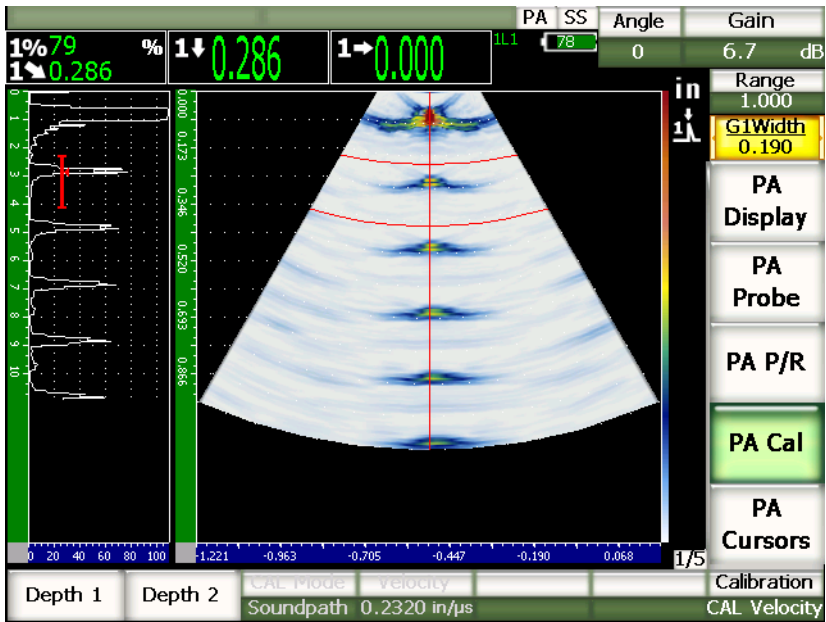 PA SS Angle Gain
1%79 %
1 0.286
1 0.286
1 0.000
1L1
78
0
6.7 dB
in
Range
1.000
1
G1Width
0.190
PA
Display
PA
Probe
PA P/R
PA Cal
PA
Cursors
0
1
2
3
4
5
6
7
8
9
10
0.000
0.173
0.346
0.520
0.693
0.866
0 20 40 60 80 100
-1.221 -0.963 -0.705 -0.447 -0.190 0.068
1/5
Depth 1
Depth 2
CAL Mode Velocity
Soundpath 0.2320 in/µs
Calibration
CAL Velocity